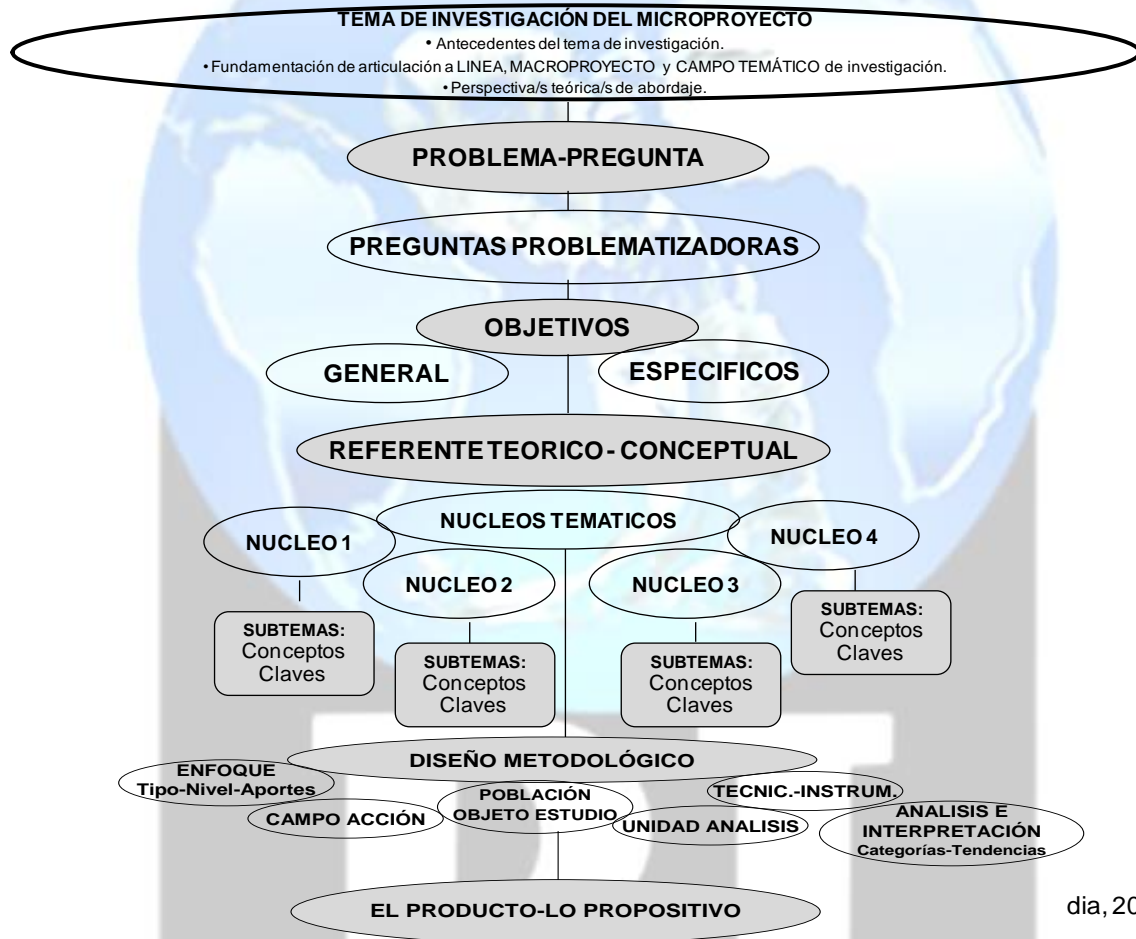 TEMA DE INVESTIGACIÓN DEL MICROPROYECTO
• Antecedentes del tema de investigación.
• Fundamentación de articulación a LINEA, MACROPROYECTO y CAMPO TEMÁTICO de investigación.
• Perspectiva/s teórica/s de abordaje.
PROBLEMA-PREGUNTA
PREGUNTAS PROBLEMATIZADORAS
OBJETIVOS
GENERAL
ESPECIFICOS
REFERENTE TEORICO - CONCEPTUAL
NUCLEOS TEMATICOS
NUCLEO 1
NUCLEO 2
NUCLEO 3
NUCLEO 4
SUBTEMAS:
Conceptos
Claves
SUBTEMAS:
Conceptos
Claves
SUBTEMAS:
Conceptos
Claves
SUBTEMAS:
Conceptos
Claves
DISEÑO METODOLÓGICO
ENFOQUE
Tipo-Nivel-Aportes
CAMPO ACCIÓN
POBLACIÓN
OBJETO ESTUDIO
UNIDAD ANALISIS
TECNIC.-INSTRUM.
ANALISIS E
INTERPRETACIÓN
Categorías-Tendencias
EL PRODUCTO-LO PROPOSITIVO
dia, 20